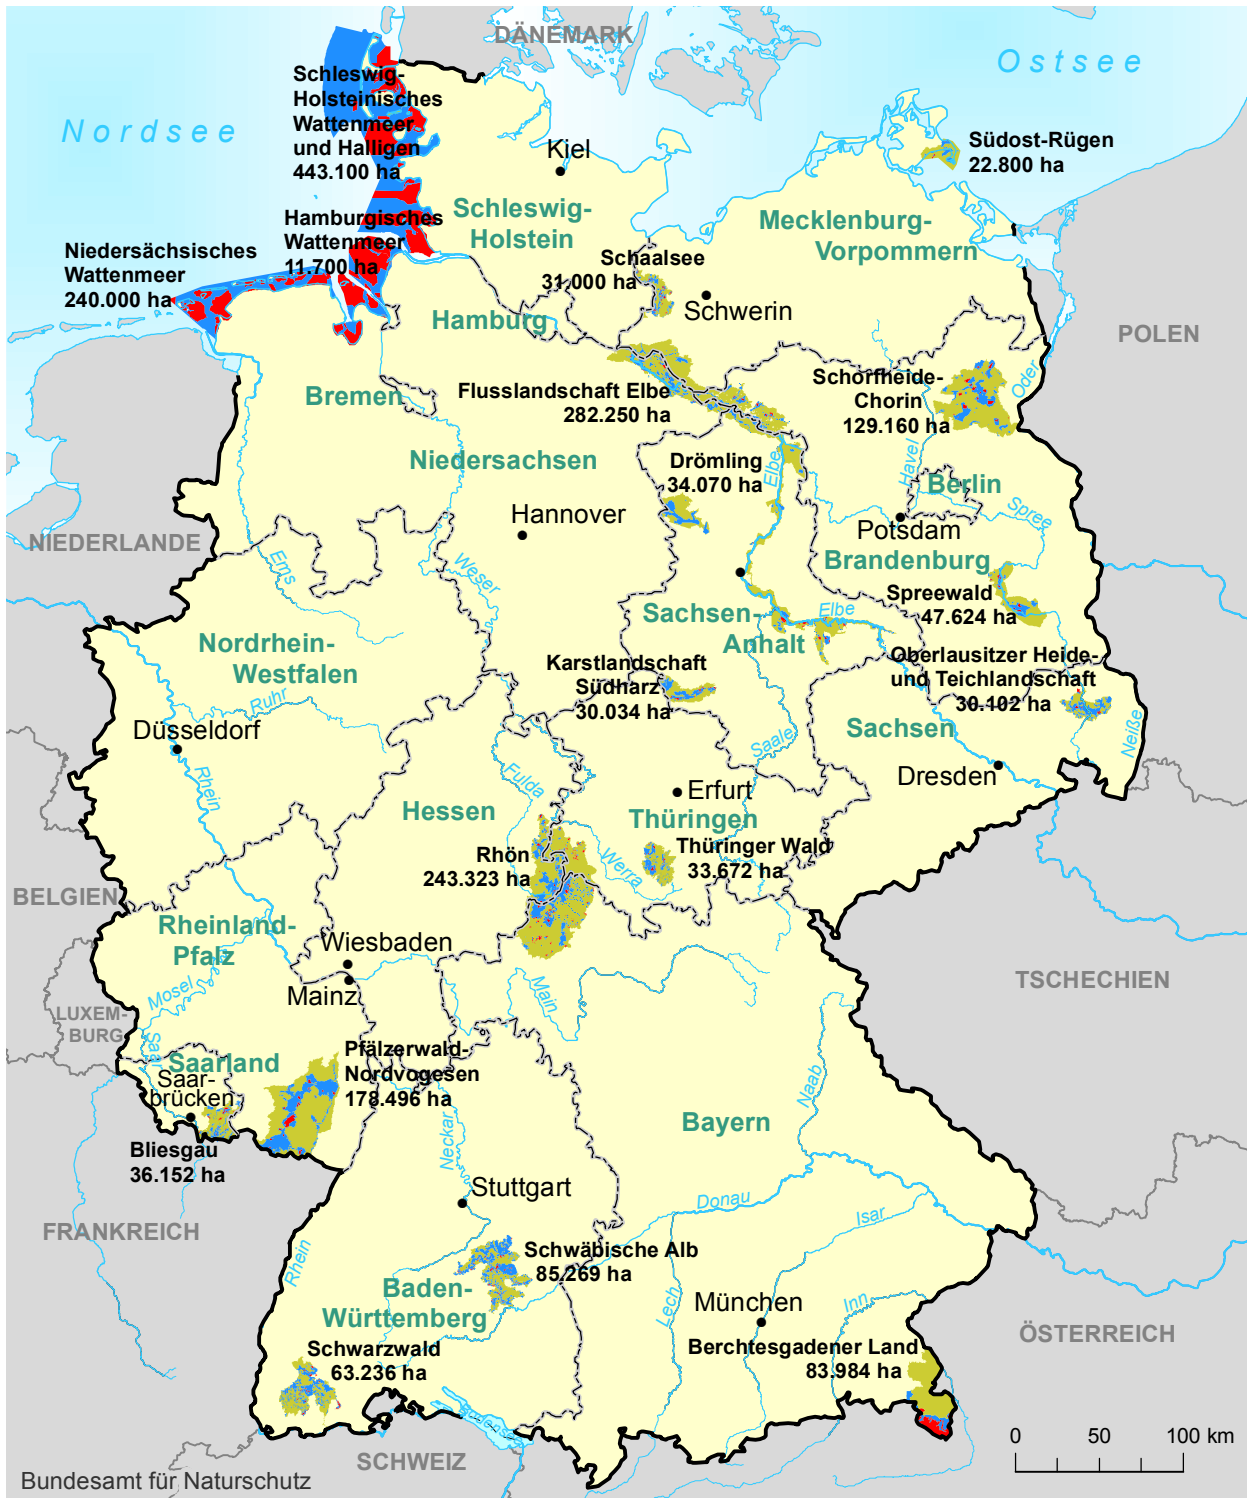 DÄNEMARK
Ostsee
Nordsee
Schleswig-
Holsteinisches
Wattenmeer
und Halligen
443.100 ha
Kiel
Südost-Rügen
22.800 ha
Hamburgisches
Wattenmeer
11.700 ha
Schleswig-
Holstein
Mecklenburg-
Vorpommern
Niedersächsisches
Wattenmeer
240.000 ha
Schaalsee
31.000 ha
Schwerin
Hamburg
POLEN
Bremen
Flusslandschaft Elbe
282.250 ha
Schorfheide-
Chorin
129.160 ha
Oder
Niedersachsen
Drömling
34.070 ha
Elbe
Havel
Berlin
Hannover
Potsdam
Spree
NIEDERLANDE
Ems
Weser
Brandenburg
Spreewald
47.624 ha
Sachsen-
Anhalt
Elbe
Nordrhein-
Westfalen
Ruhr
Karstlandschaft
Südharz
30.034 ha
Oberlausitzer Heide-
und Teichlandschaft
30.102 ha
Düsseldorf
Sachsen
Saale
Neiße
Dresden
Rhein
Fulda
Hessen
Erfurt
Thüringen
Thüringer Wald
33.672 ha
Rhön
243.323 ha
Werra
BELGIEN
Rheinland-
Pfalz
Wiesbaden
Mainz
Mosel
Main
TSCHECHIEN
LUXEM-
BURG
Saar
Saarland
Saar-
brücken
Pfälzerwald-
Nordvogesen
178.496 ha
Naab
Bayern
Bliesgau
36.152 ha
Neckar
Stuttgart
Donau
Isar
FRANKREICH
Rhein
Schwäbische Alb
85.269 ha
Baden-
Württemberg
Lech
München
Inn
ÖSTERREICH
Schwarzwald
63.236 ha
Berchtesgadener Land
83.984 ha
Bodensee
SCHWEIZ
0 50 100 km
Bundesamt für Naturschutz